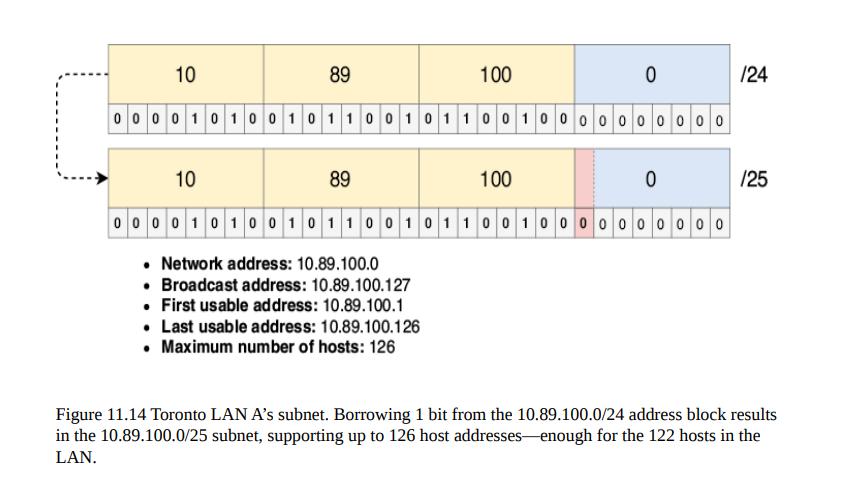 10 89 100 0 /24
0 0 0 0 1 0 1 0 0 1 0 1 1 0 0 1 0 1 1 0 0 1 0 0 0 0 0 0 0 0 0 0
10 89 100 0 /25
0 0 0 0 1 0 1 0 0 1 0 1 1 0 0 1 0 1 1 0 0 1 0 0 0 0 0 0 0 0 0 0
• Network address: 10.89.100.0
• Broadcast address: 10.89.100.127
• First usable address: 10.89.100.1
• Last usable address: 10.89.100.126
• Maximum number of hosts: 126
Figure 11.14 Toronto LAN A’s subnet. Borrowing 1 bit from the 10.89.100.0/24 address block results
in the 10.89.100.0/25 subnet, supporting up to 126 host addresses—enough for the 122 hosts in the
LAN.